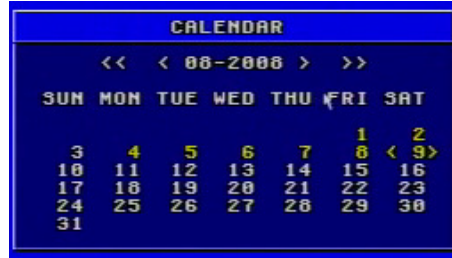 CALENDAR
<< < 08-2008 > >>
SUN MON TUE WED THU FRI SAT
1 2
3 4 5 6 7 8 < 9>
10 11 12 13 14 15 16
17 18 19 20 21 22 23
24 25 26 27 28 29 30
31